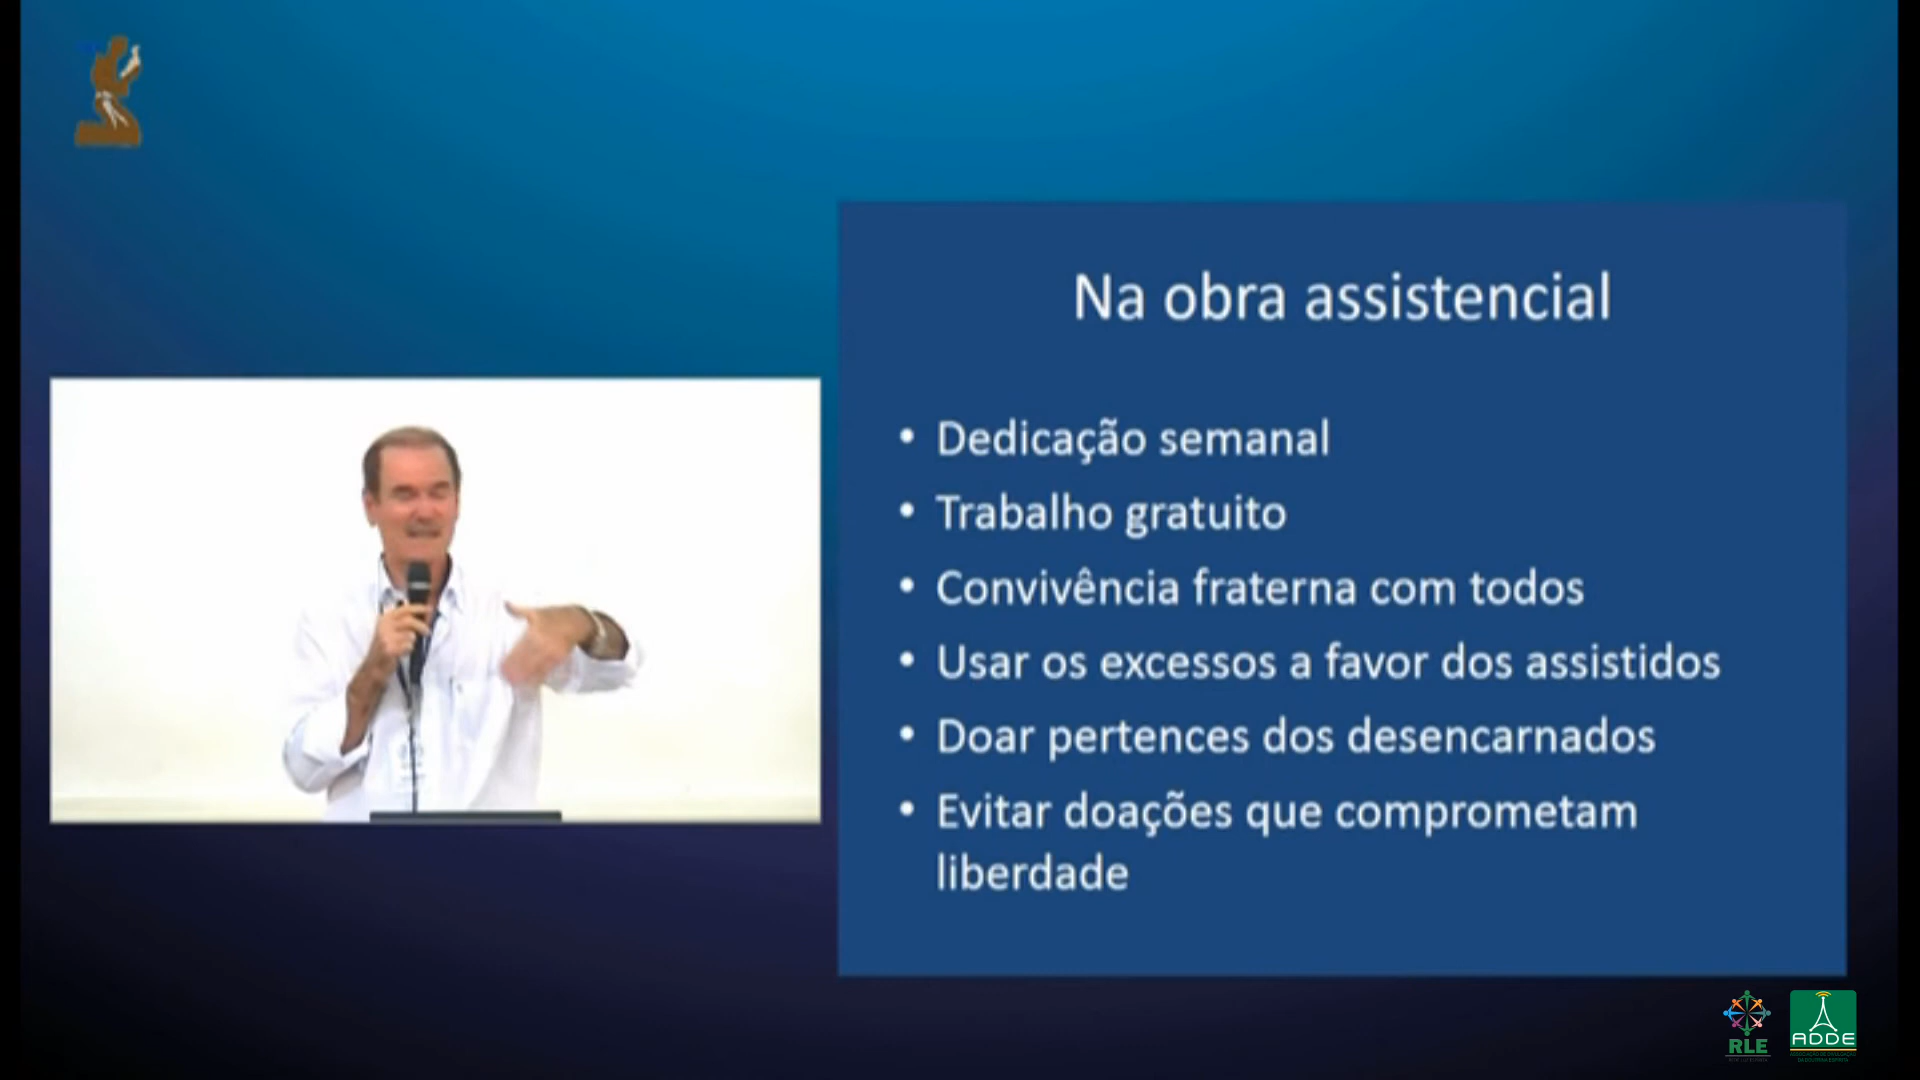 Na obra assistencial
• Dedicação semanal
• Trabalho gratuito
• Convivência fraterna com todos
• Usar os excessos a favor dos assistidos
• Doar pertences dos desencarnados
• Evitar doações que comprometam
liberdade
RLE
ADDE